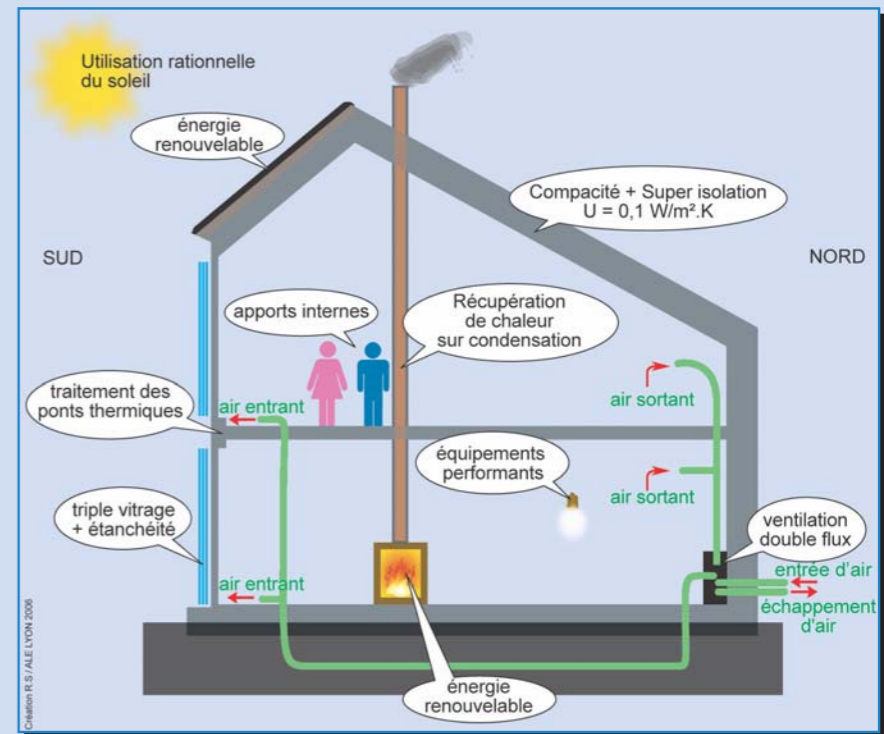 Utilisation rationnelle
du soleil
énergie
renouvelable
Compacité + Super isolation
U = 0,1 W/m².K
SUD
NORD
apports internes
Récupération
de chaleur
sur condensation
traitement des
ponts thermiques
air entrant
air sortant
équipements
performants
air sortant
triple vitrage
+ étanchéité
ventilation
double flux
air entrant
entrée d'air
échappement
d'air
énergie
renouvelable
Création R.S / ALE LYON 2006